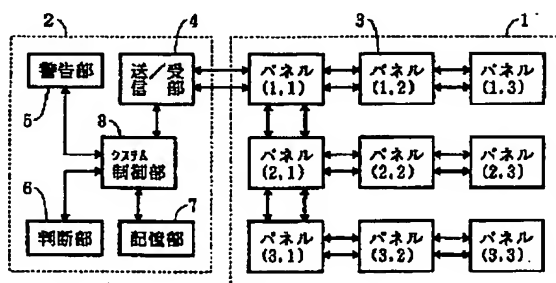 2
4
3
1
警告部
送/受
信部
パネル
(1,1)
パネル
(1,2)
パネル
(1,3)
5
8
システム
制御部
パネル
(2,1)
パネル
(2,2)
パネル
(2,3)
6
7
判断部
記憶部
パネル
(3,1)
パネル
(3,2)
パネル
(3,3)